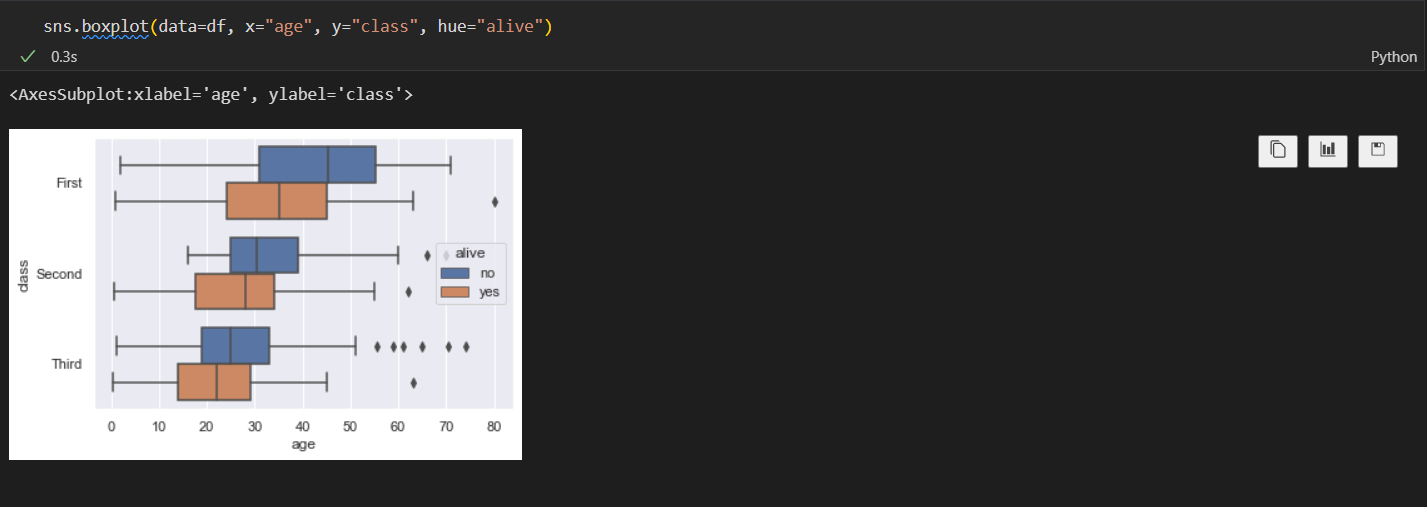 sns.boxplot(data=df, x="age", y="class", hue="alive")
0.3s
Python
<AxesSubplot:xlabel='age', ylabel='class'>
First
alive
class
Second
no
yes
Third
0 10 20 30 40 50 60 70 80
age